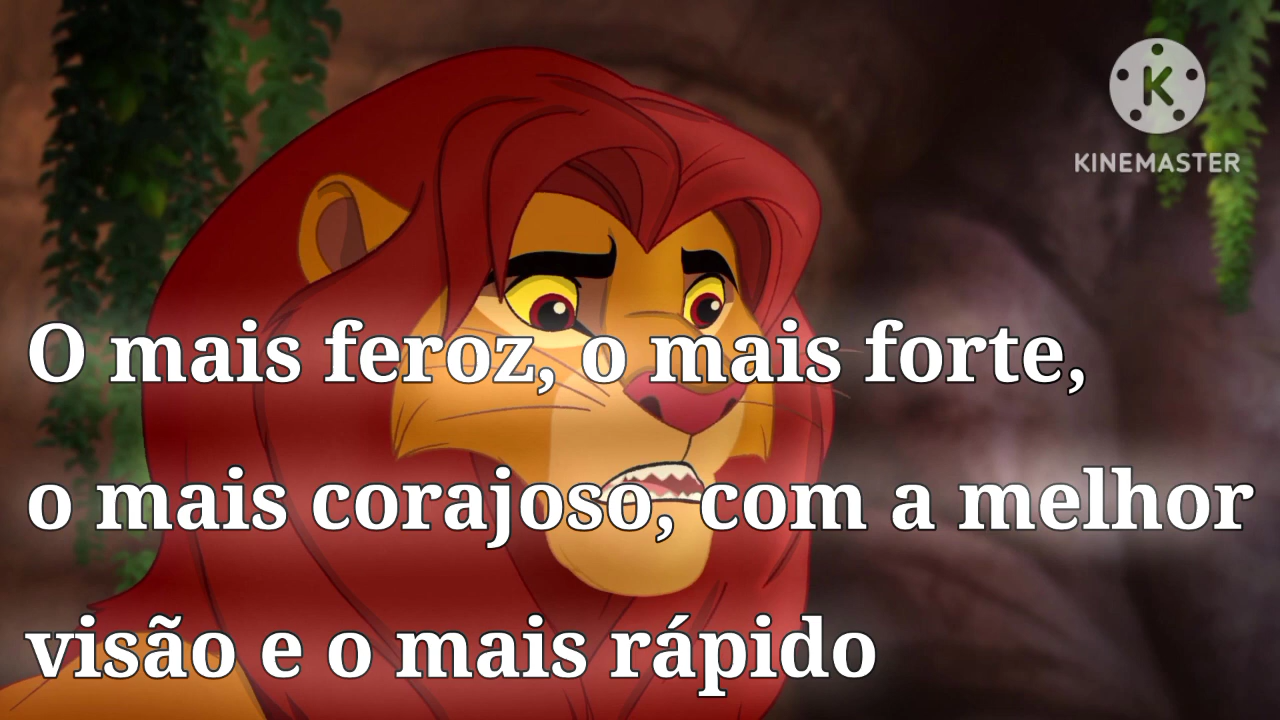 KINEMASTER
O mais feroz, o mais forte,
o mais corajoso, com a melhor
visão e o mais rápido